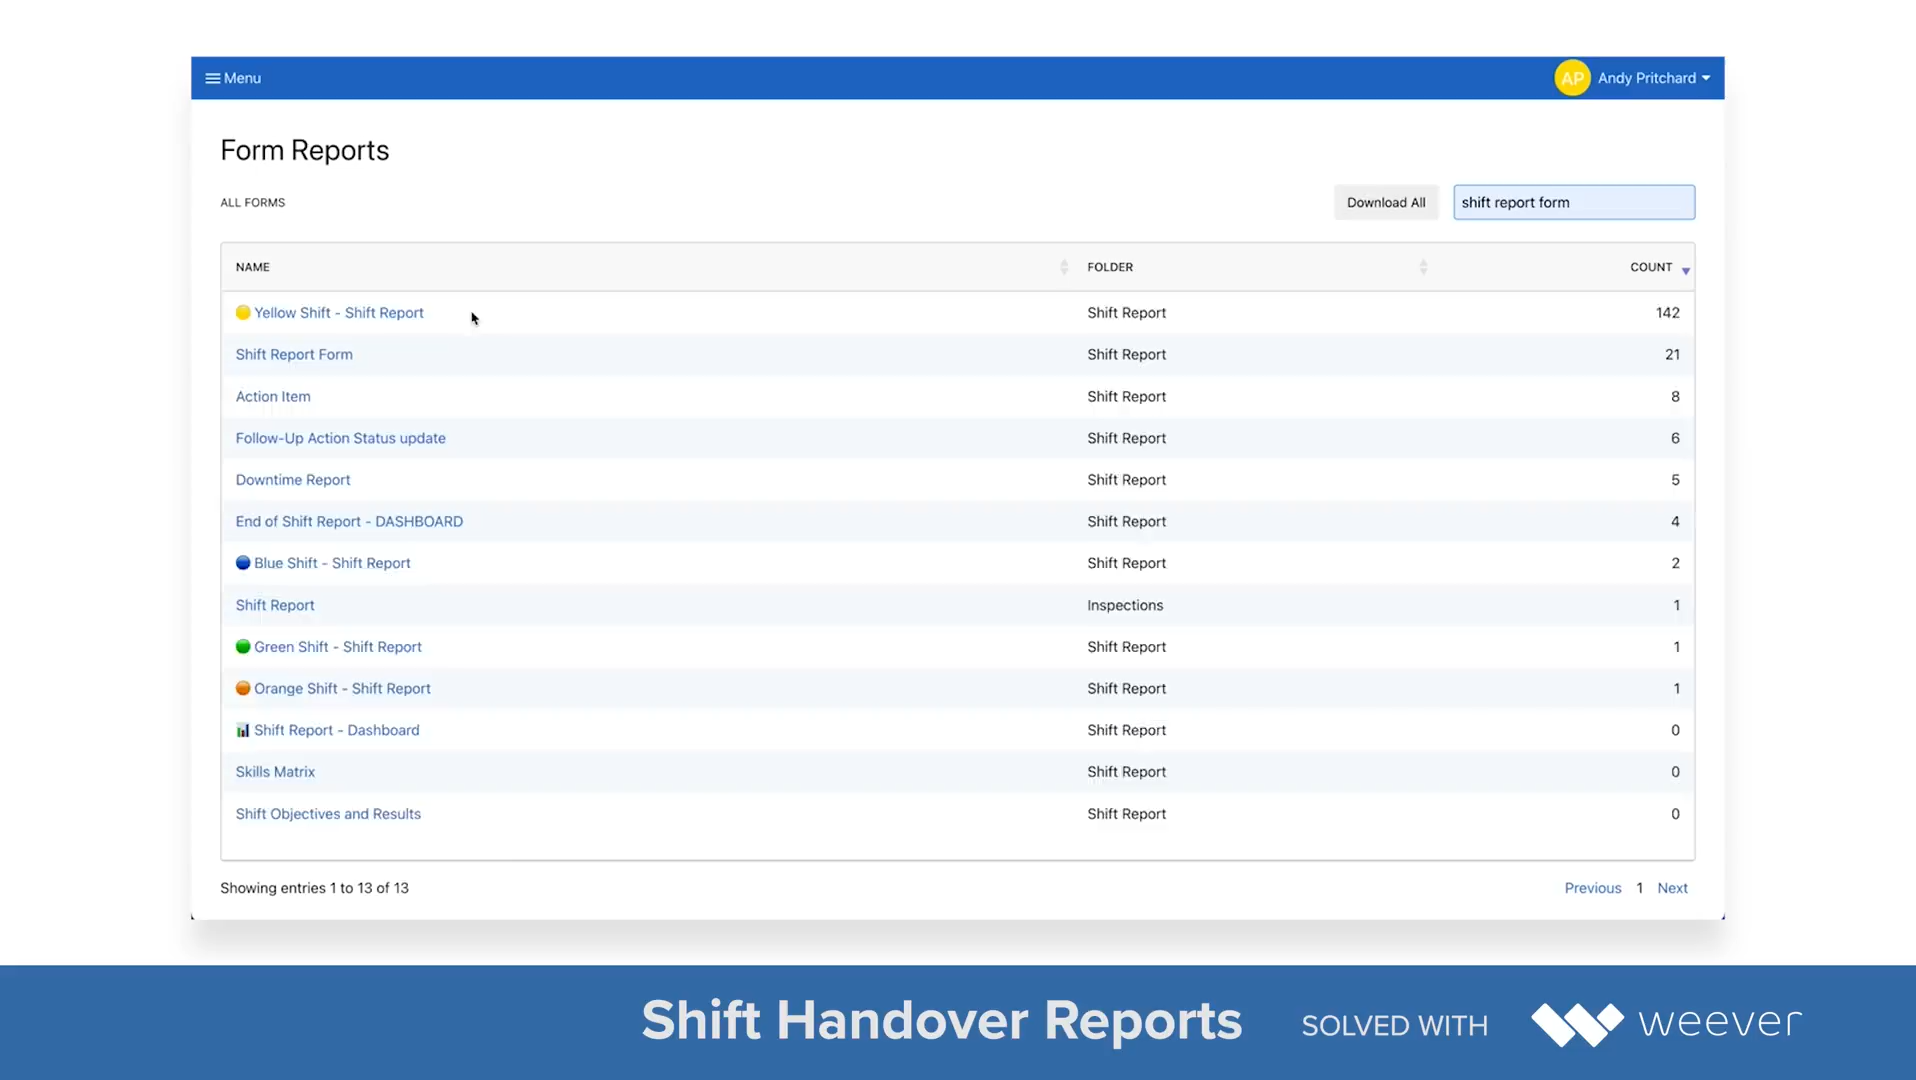 Menu
AP Andy Pritchard
Form Reports
ALL FORMS
Download All
shift report form
NAME FOLDER COUNT
Yellow Shift - Shift Report Shift Report 142
Shift Report Form Shift Report 21
Action Item Shift Report 8
Follow-Up Action Status update Shift Report 6
Downtime Report Shift Report 5
End of Shift Report - DASHBOARD Shift Report 4
Blue Shift - Shift Report Shift Report 2
Shift Report Inspections 1
Green Shift - Shift Report Shift Report 1
Orange Shift - Shift Report Shift Report 1
Shift Report - Dashboard Shift Report 0
Skills Matrix Shift Report 0
Shift Objectives and Results Shift Report 0
Showing entries 1 to 13 of 13
Previous 1 Next
Shift Handover Reports SOLVED WITH weever